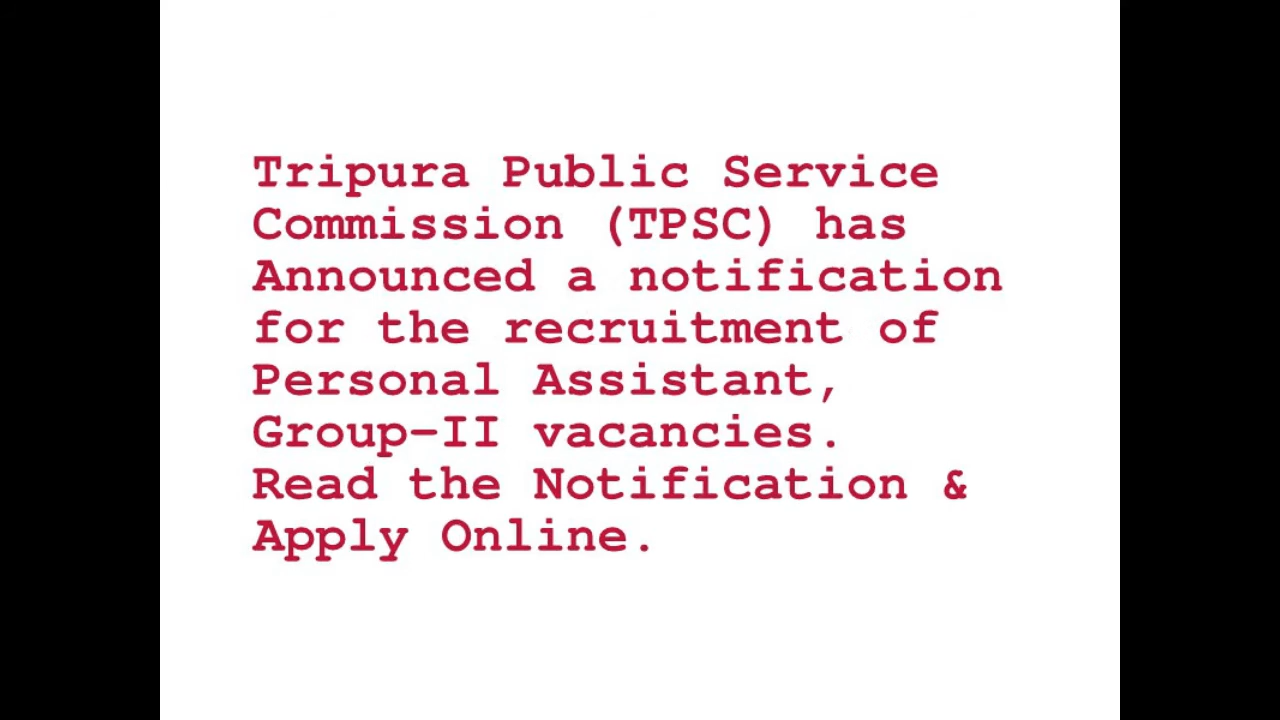 Tripura Public Service
Commission (TPSC) has
Announced a notification
for the recruitment of
Personal Assistant,
Group-II vacancies.
Read the Notification &
Apply Online.